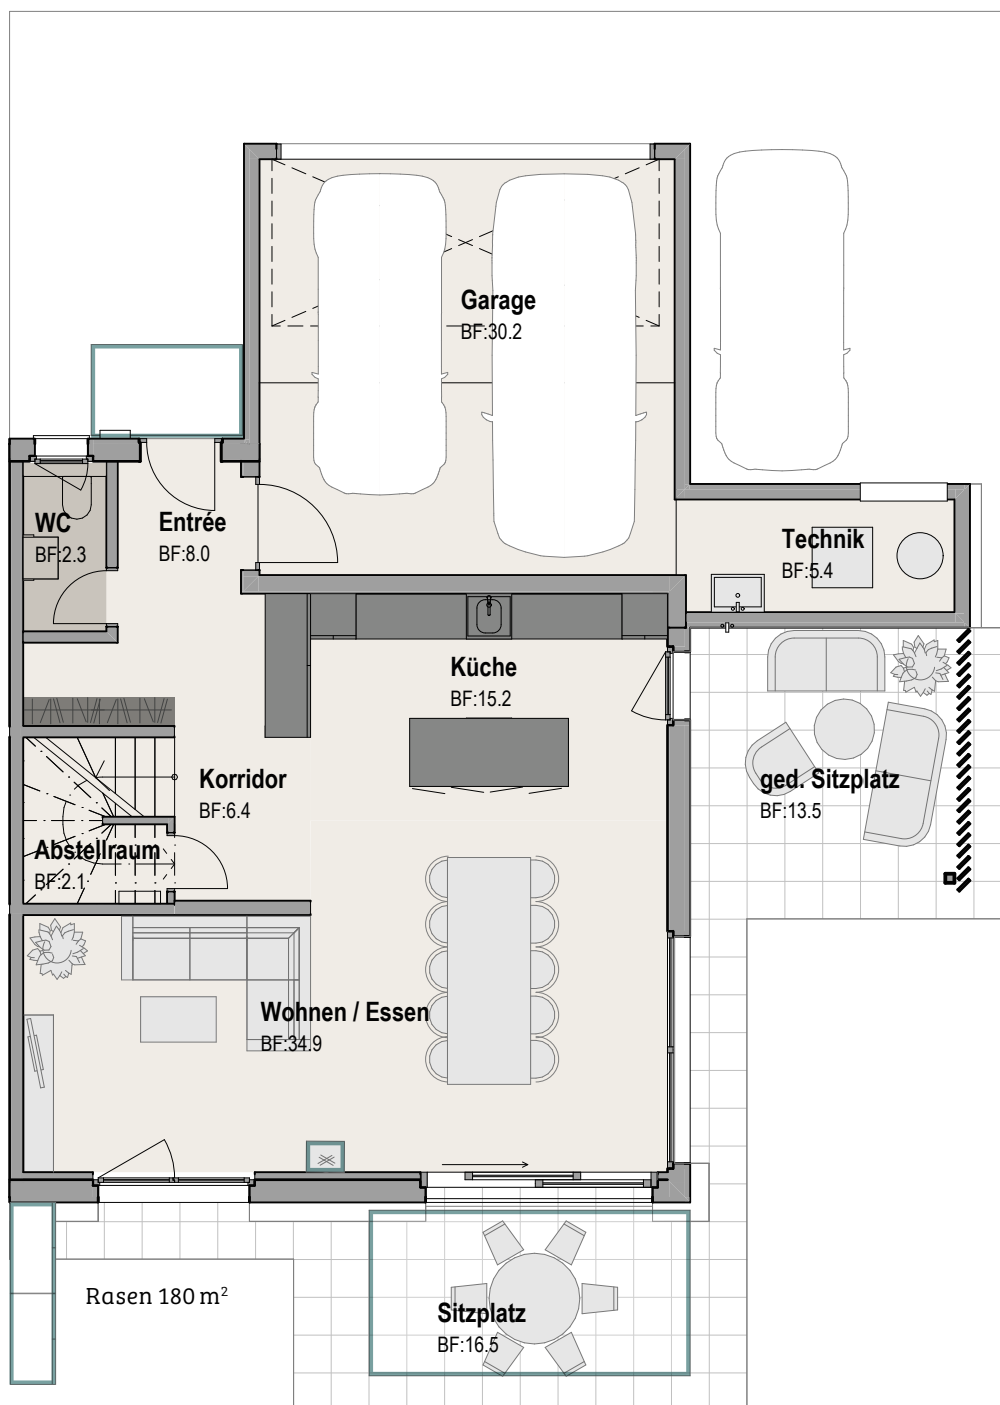 Garage
BF:30.2
WC
BF:2.3
Entrée
BF:8.0
Technik
BF:5.4
Küche
BF:15.2
Korridor
BF:6.4
ged. Sitzplatz
BF:13.5
Abstellraum
BF:2.1
Wohnen / Essen
BF:34.9
Rasen 180 m²
Sitzplatz
BF:16.5